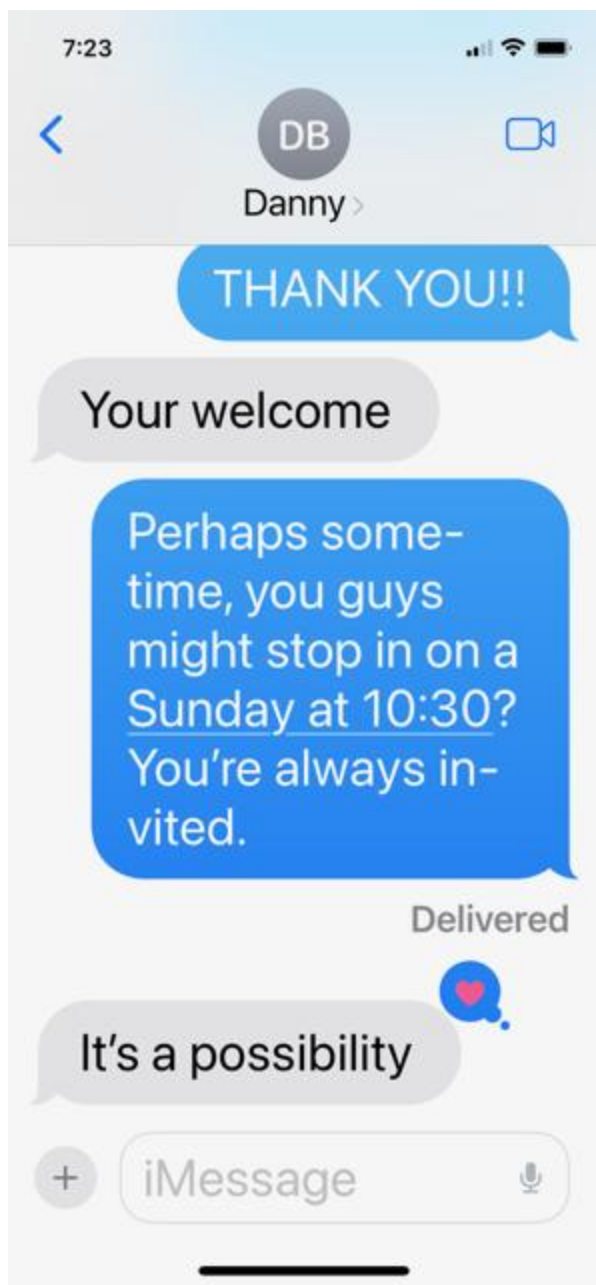 7:23
DB
Danny
THANK YOU!!
Your welcome
Perhaps some-
time, you guys
might stop in on a
Sunday at 10:30?
You’re always in-
vited.
Delivered
It’s a possibility
iMessage